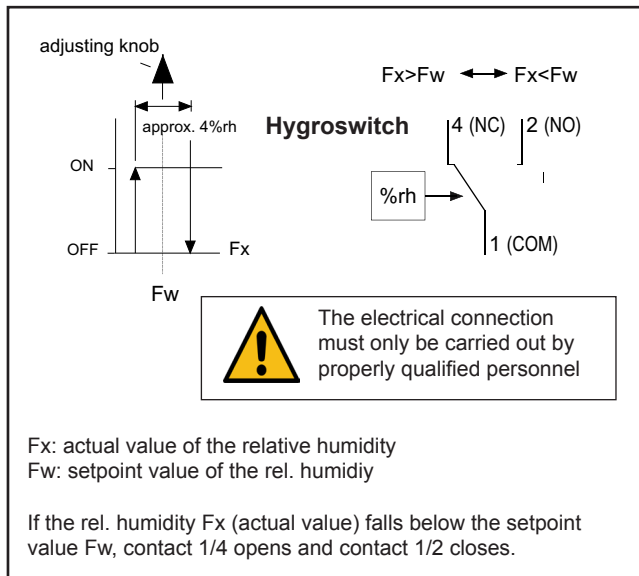 adjusting knob
Fx>Fw Fx<Fw
approx. 4%rh
Hygroswitch
4 (NC) 2 (NO)
ON
%rh
1 (COM)
OFF
Fx
Fw
The electrical connection
must only be carried out by
properly qualified personnel
Fx: actual value of the relative humidity
Fw: setpoint value of the rel. humidiy
If the rel. humidity Fx (actual value) falls below the setpoint
value Fw, contact 1/4 opens and contact 1/2 closes.